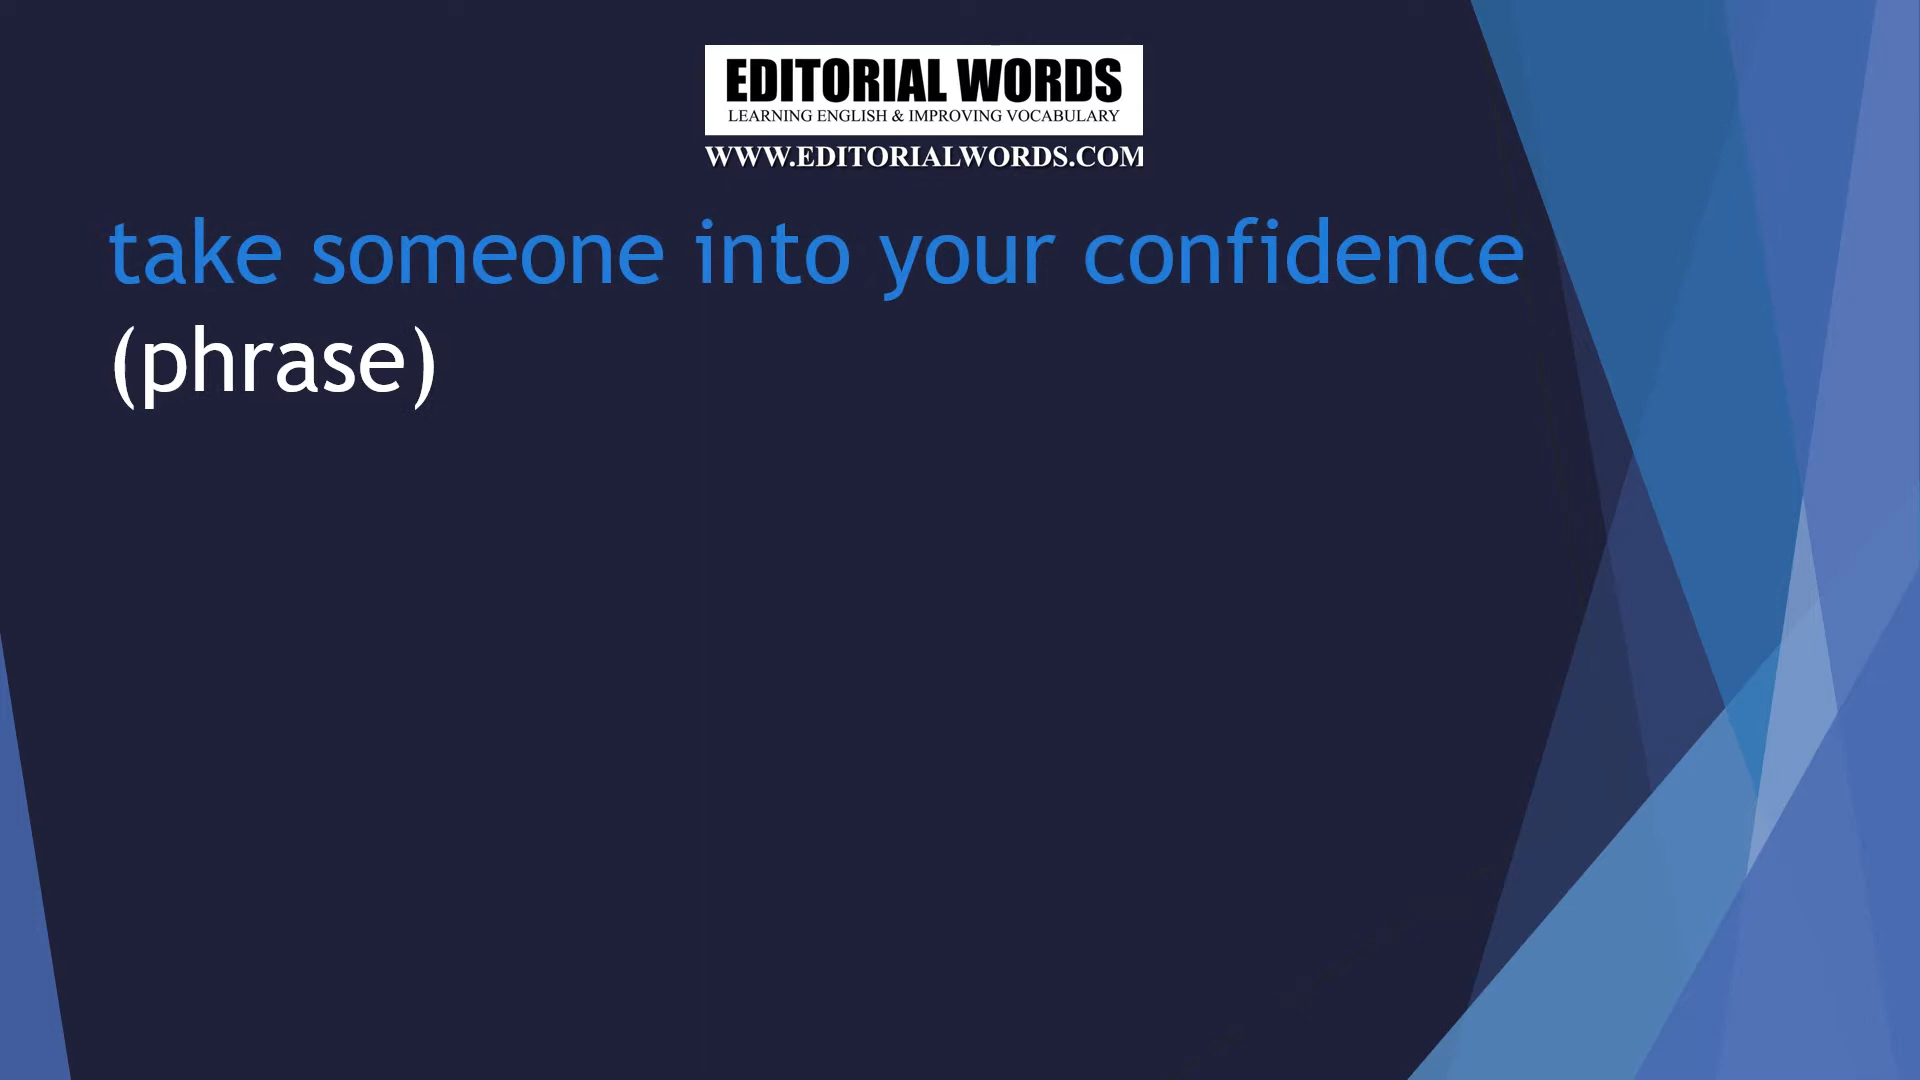 EDITORIAL WORDS
LEARNING ENGLISH & IMPROVING VOCABULARY
WWW.EDITORIALWORDS.COM
take someone into your confidence
(phrase)